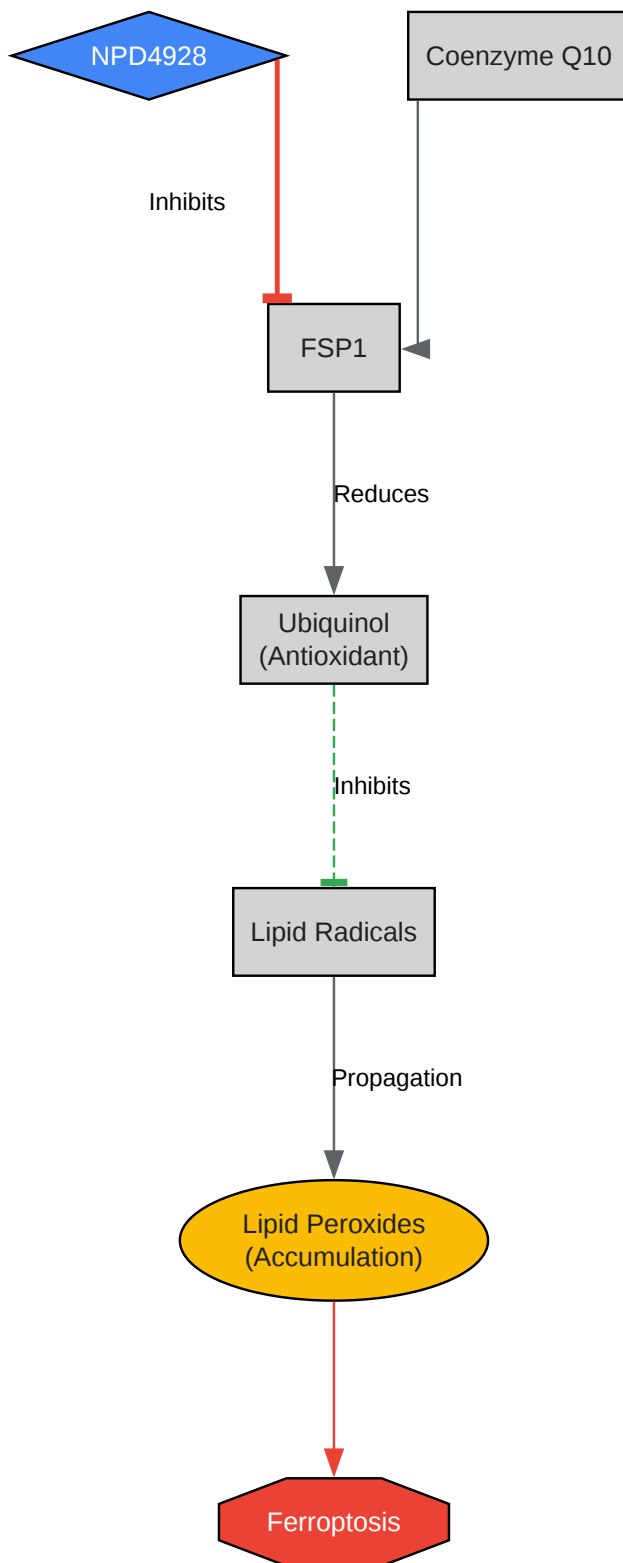 NPD4928
Coenzyme Q10
Inhibits
FSP1
Reduces
Ubiquinol
(Antioxidant)
Inhibits
Lipid Radicals
Propagation
Lipid Peroxides
(Accumulation)
Ferroptosis